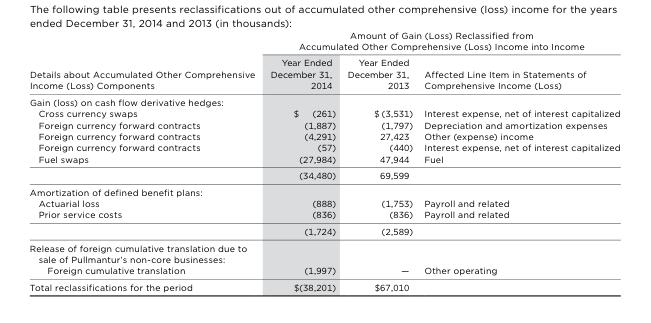 The following table presents reclassifications out of accumulated other comprehensive (loss) income for the years
ended December 31, 2014 and 2013 (in thousands):
Amount of Gain (Loss) Reclassified from
Accumulated Other Comprehensive (Loss) Income into Income
Details about Accumulated Other Comprehensive Income (Loss) Components Year Ended December 31, 2014 Year Ended December 31, 2013 Affected Line Item in Statements of Comprehensive Income (Loss)
Gain (loss) on cash flow derivative hedges:
Cross currency swaps $ (261) $ (3,531) Interest expense, net of interest capitalized
Foreign currency forward contracts (1,887) (1,797) Depreciation and amortization expenses
Foreign currency forward contracts (4,291) 27,423 Other (expense) income
Foreign currency forward contracts (57) (440) Interest expense, net of interest capitalized
Fuel swaps (27,984) 47,944 Fuel
(34,480) 69,599
Amortization of defined benefit plans:
Actuarial loss (888) (1,753) Payroll and related
Prior service costs (836) (836) Payroll and related
(1,724) (2,589)
Release of foreign cumulative translation due to
sale of Pullmantur's non-core businesses:
Foreign cumulative translation (1,997) — Other operating
Total reclassifications for the period $(38,201) $67,010